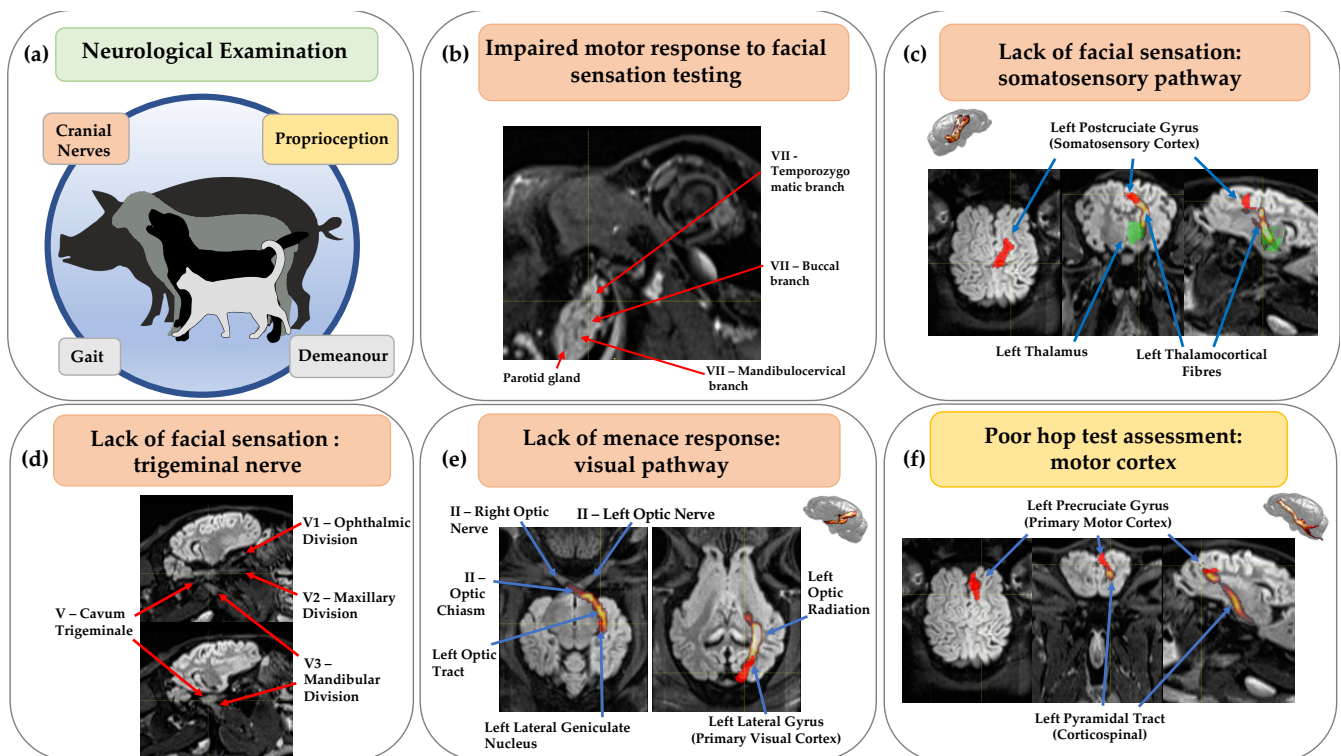 (a)
Neurological Examination
Cranial
Nerves
Proprioception
Gait
Demeanour
(b)
Impaired motor response to facial
sensation testing
VII -
Temporozygo
matic branch
VII – Buccal
branch
Parotid gland
VII – Mandibulocervical
branch
(c)
Lack of facial sensation:
somatosensory pathway
Left Postcruciate Gyrus
(Somatosensory Cortex)
Left Thalamus
Left Thalamocortical
Fibres
(d)
Lack of facial sensation :
trigeminal nerve
V1 – Ophthalmic
Division
V – Cavum
Trigeminale
V2 – Maxillary
Division
V3 –
Mandibular
Division
(e)
Lack of menace response:
visual pathway
II – Right Optic
Nerve
II – Left Optic Nerve
II –
Optic
Chiasm
Left
Optic
Radiation
Left Optic
Tract
Left Lateral Geniculate
Nucleus
Left Lateral Gyrus
(Primary Visual Cortex)
(f)
Poor hop test assessment:
motor cortex
Left Precruciate Gyrus
(Primary Motor Cortex)
Left Pyramidal Tract
(Corticospinal)